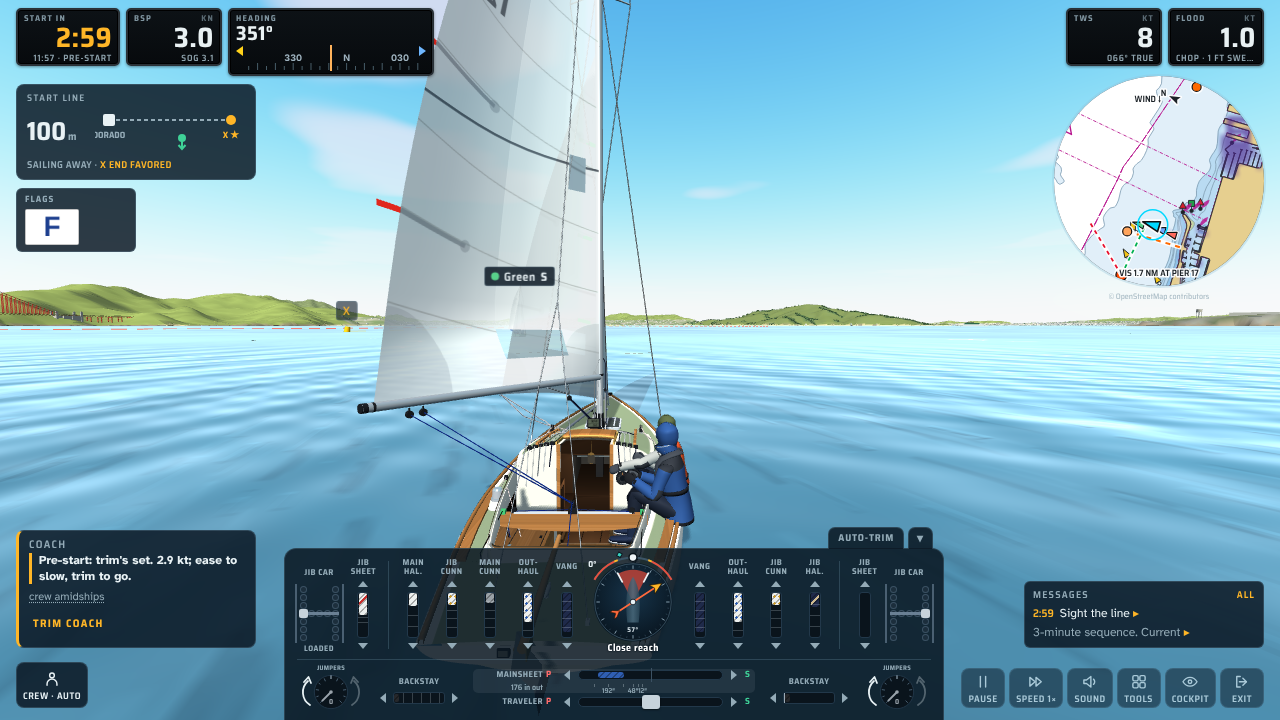 START IN
2:59
11:57 · PRE-START
BSP KN
3.0
SOG 3.1
HEADING
351°
330 N 030
TWS KT
8
066° TRUE
FLOOD KT
1.0
CHOP · 1 FT SWE…
START LINE
100 m
X ★
SAILING AWAY · X END FAVORED
FLAGS
F
N
VIS 1.7 NM AT PIER 17
© OpenStreetMap contributors
Green S
X
COACH
Pre-start: trim's set. 2.9 kt; ease to
slow, trim to go.
crew amidships
TRIM COACH
CREW · AUTO
AUTO-TRIM ▼
JIB CAR
JIB SHEET
MAIN HAL.
JIB CUNN
MAIN CUNN
OUT-HAUL
VANG
0°
57°
Close reach
VANG
OUT-HAUL
JIB CUNN
JIB HAL.
JIB SHEET
JIB CAR
LOADED
JUMPERS
0
BACKSTAY
MAINSHEET P S
176 in out
192" 48" 12"
TRAVELER P S
BACKSTAY
JUMPERS
0
MESSAGES ALL
2:59 Sight the line ▸
3-minute sequence. Current ▸
PAUSE
SPEED 1×
SOUND
TOOLS
COCKPIT
EXIT